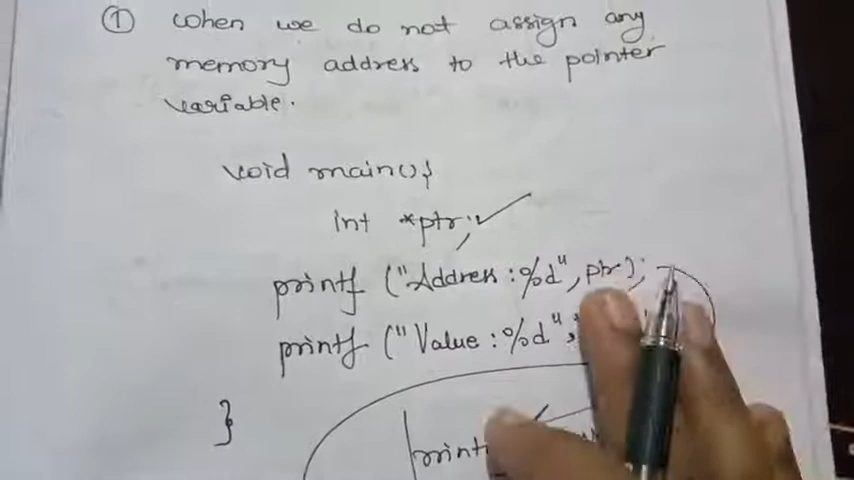 ① When we do not assign any
memory address to the pointer
variable.
void main(){
int *ptr;
printf ("Address :%d", ptr);
printf ("Value :%d",
}